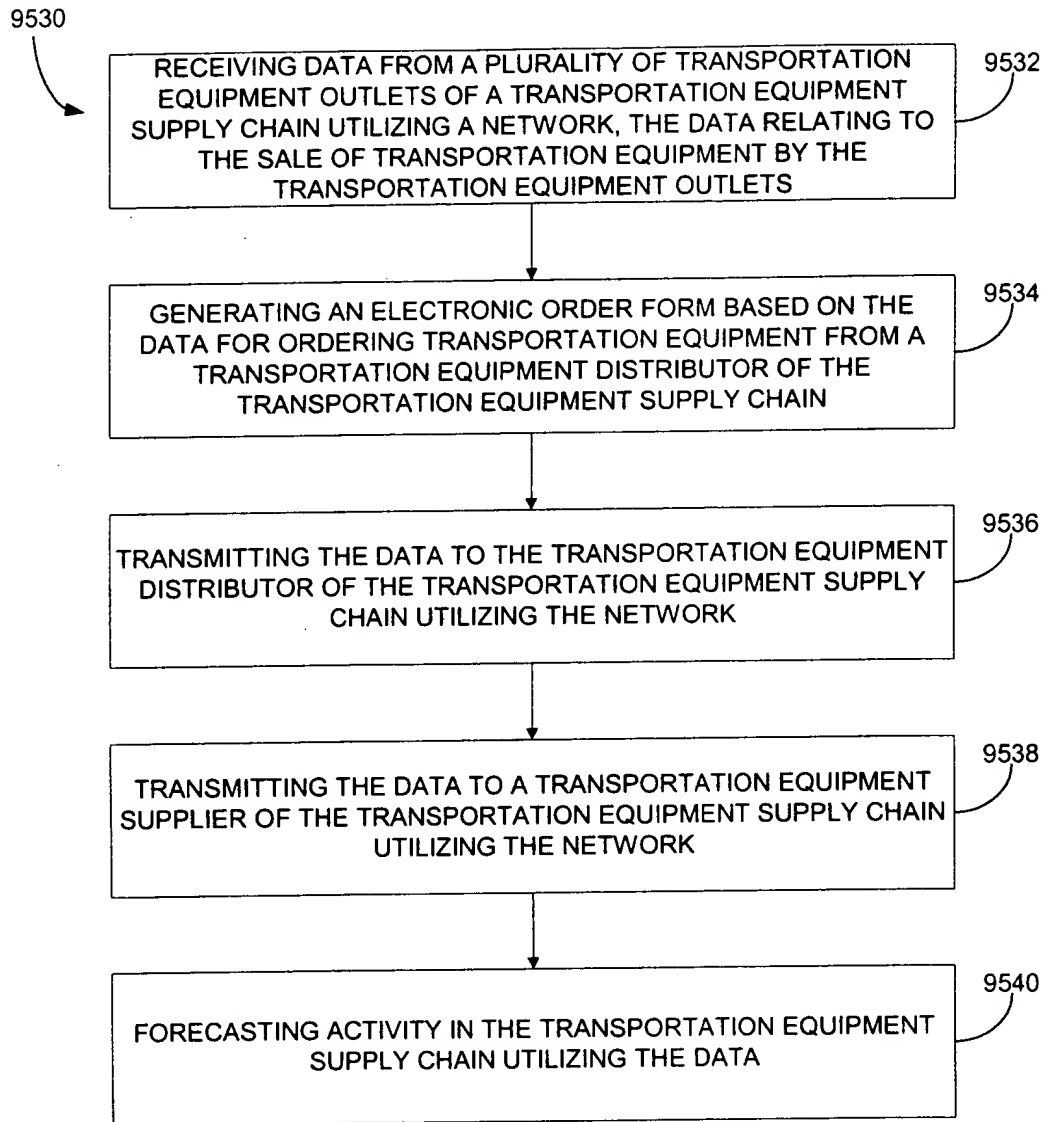 9530
RECEIVING DATA FROM A PLURALITY OF TRANSPORTATION
EQUIPMENT OUTLETS OF A TRANSPORTATION EQUIPMENT
SUPPLY CHAIN UTILIZING A NETWORK, THE DATA RELATING TO
THE SALE OF TRANSPORTATION EQUIPMENT BY THE
TRANSPORTATION EQUIPMENT OUTLETS
9532
GENERATING AN ELECTRONIC ORDER FORM BASED ON THE
DATA FOR ORDERING TRANSPORTATION EQUIPMENT FROM A
TRANSPORTATION EQUIPMENT DISTRIBUTOR OF THE
TRANSPORTATION EQUIPMENT SUPPLY CHAIN
9534
TRANSMITTING THE DATA TO THE TRANSPORTATION EQUIPMENT
DISTRIBUTOR OF THE TRANSPORTATION EQUIPMENT SUPPLY
CHAIN UTILIZING THE NETWORK
9536
TRANSMITTING THE DATA TO A TRANSPORTATION EQUIPMENT
SUPPLIER OF THE TRANSPORTATION EQUIPMENT SUPPLY CHAIN
UTILIZING THE NETWORK
9538
FORECASTING ACTIVITY IN THE TRANSPORTATION EQUIPMENT
SUPPLY CHAIN UTILIZING THE DATA
9540